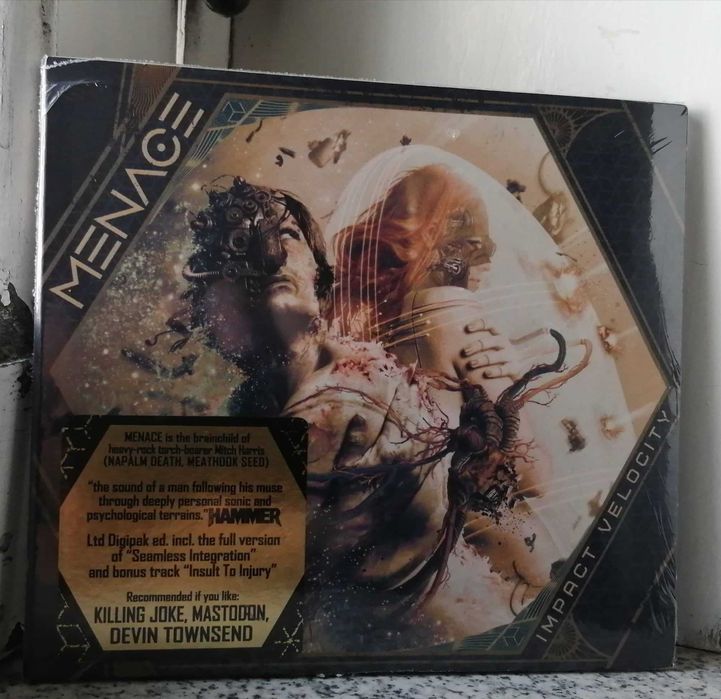 MENACE
MENACE is the brainchild of
heavy-rock torch-bearer Mitch Harris
(NAPALM DEATH, MEATHOOK SEED)
"the sound of a man following his muse
through deeply personal sonic and
psychological terrains." HAMMER
Ltd Digipak ed. incl. the full version
of "Seamless Integration"
and bonus track "Insult To Injury"
Recommended if you like:
KILLING JOKE, MASTODON,
DEVIN TOWNSEND
IMPACT VELOCITY